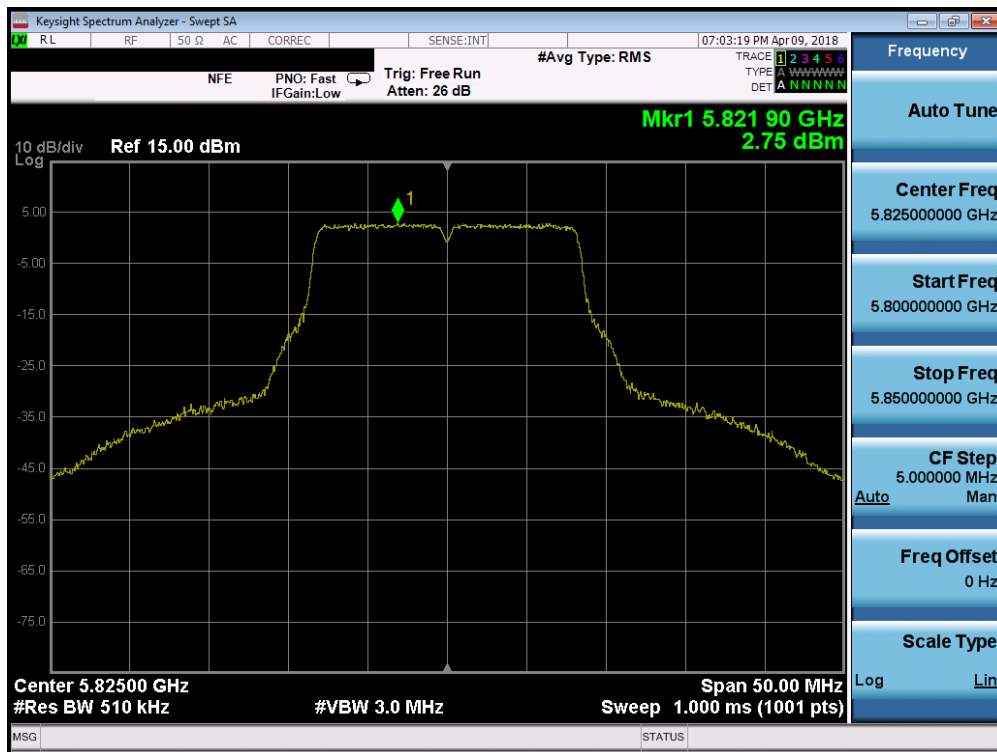 Keysight Spectrum Analyzer - Swept SA
LXI RL RF 50 Ω AC CORREC SENSE:INT 07:03:19 PM Apr 09, 2018
NFE PNO: Fast Trig: Free Run #Avg Type: RMS TRACE 1 2 3 4 5 6
IFGain:Low Atten: 26 dB TYPE A WWWWW
DET A N N N N N
Mkr1 5.821 90 GHz
2.75 dBm
10 dB/div Ref 15.00 dBm
Log
1
5.00
-5.00
-15.0
-25.0
-35.0
-45.0
-55.0
-65.0
-75.0
Center 5.82500 GHz Span 50.00 MHz
#Res BW 510 kHz #VBW 3.0 MHz Sweep 1.000 ms (1001 pts)
MSG STATUS
Frequency
Auto Tune
Center Freq
5.825000000 GHz
Start Freq
5.800000000 GHz
Stop Freq
5.850000000 GHz
CF Step
5.000000 MHz
Auto Man
Freq Offset
0 Hz
Scale Type
Log Lin